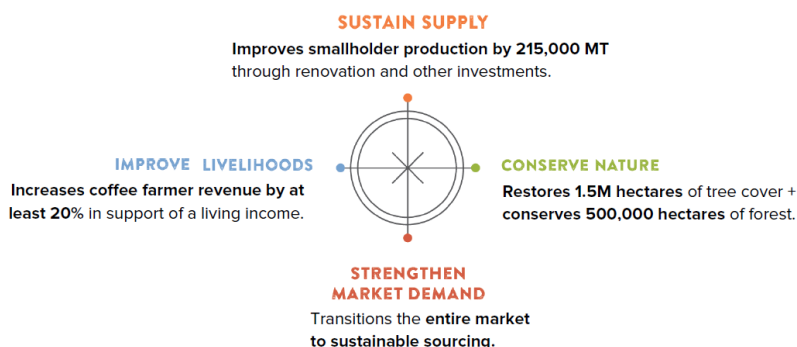 SUSTAIN SUPPLY
Improves smallholder production by 215,000 MT
through renovation and other investments.
IMPROVE LIVELIHOODS
Increases coffee farmer revenue by at
least 20% in support of a living income.
CONSERVE NATURE
Restores 1.5M hectares of tree cover +
conserves 500,000 hectares of forest.
STRENGTHEN
MARKET DEMAND
Transitions the entire market
to sustainable sourcing.